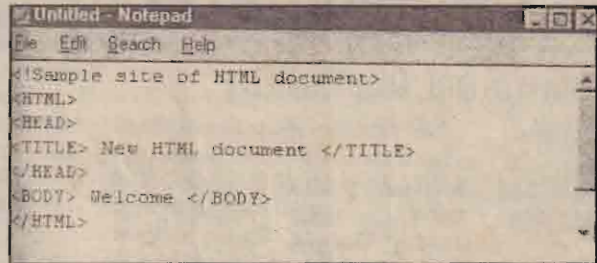 Untitled - Notepad
File Edit Search Help
<!Sample site of HTML document>
<HTML>
<HEAD>
<TITLE> New HTML document </TITLE>
</HEAD>
<BODY> Welcome </BODY>
</HTML>